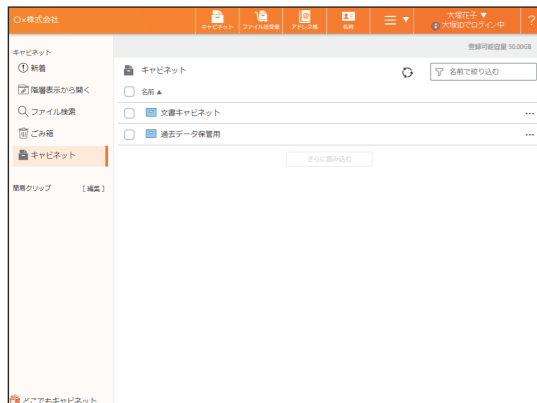 ○×株式会社
キャビネット
ファイル送受信
アドレス帳
名刺
大塚花子 ▼
大塚IDでログイン中
?
登録可能容量 50.00GB
キャビネット
新着
階層表示から開く
ファイル検索
ごみ箱
キャビネット
簡易クリップ [ 編集 ]
どこでもキャビネット
キャビネット
名前で絞り込む
名前 ▲
文書キャビネット
過去データ保管用
さらに読み込む